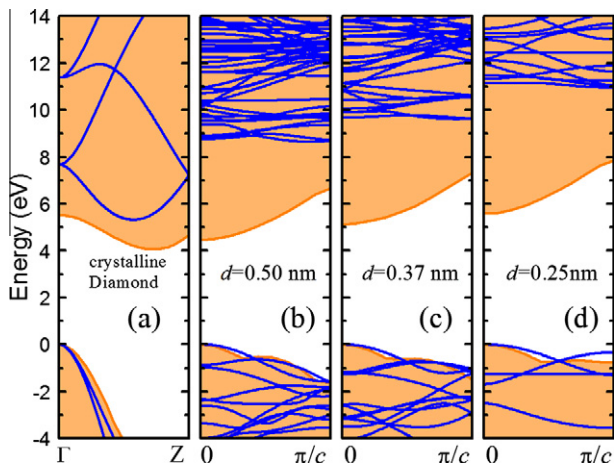 14
12
10
8
6
4
2
0
-2
-4
Energy (eV)
crystalline
Diamond
(a)
Γ
Z
d=0.50 nm
(b)
0
π/c
d=0.37 nm
(c)
0
π/c
d=0.25nm
(d)
0
π/c